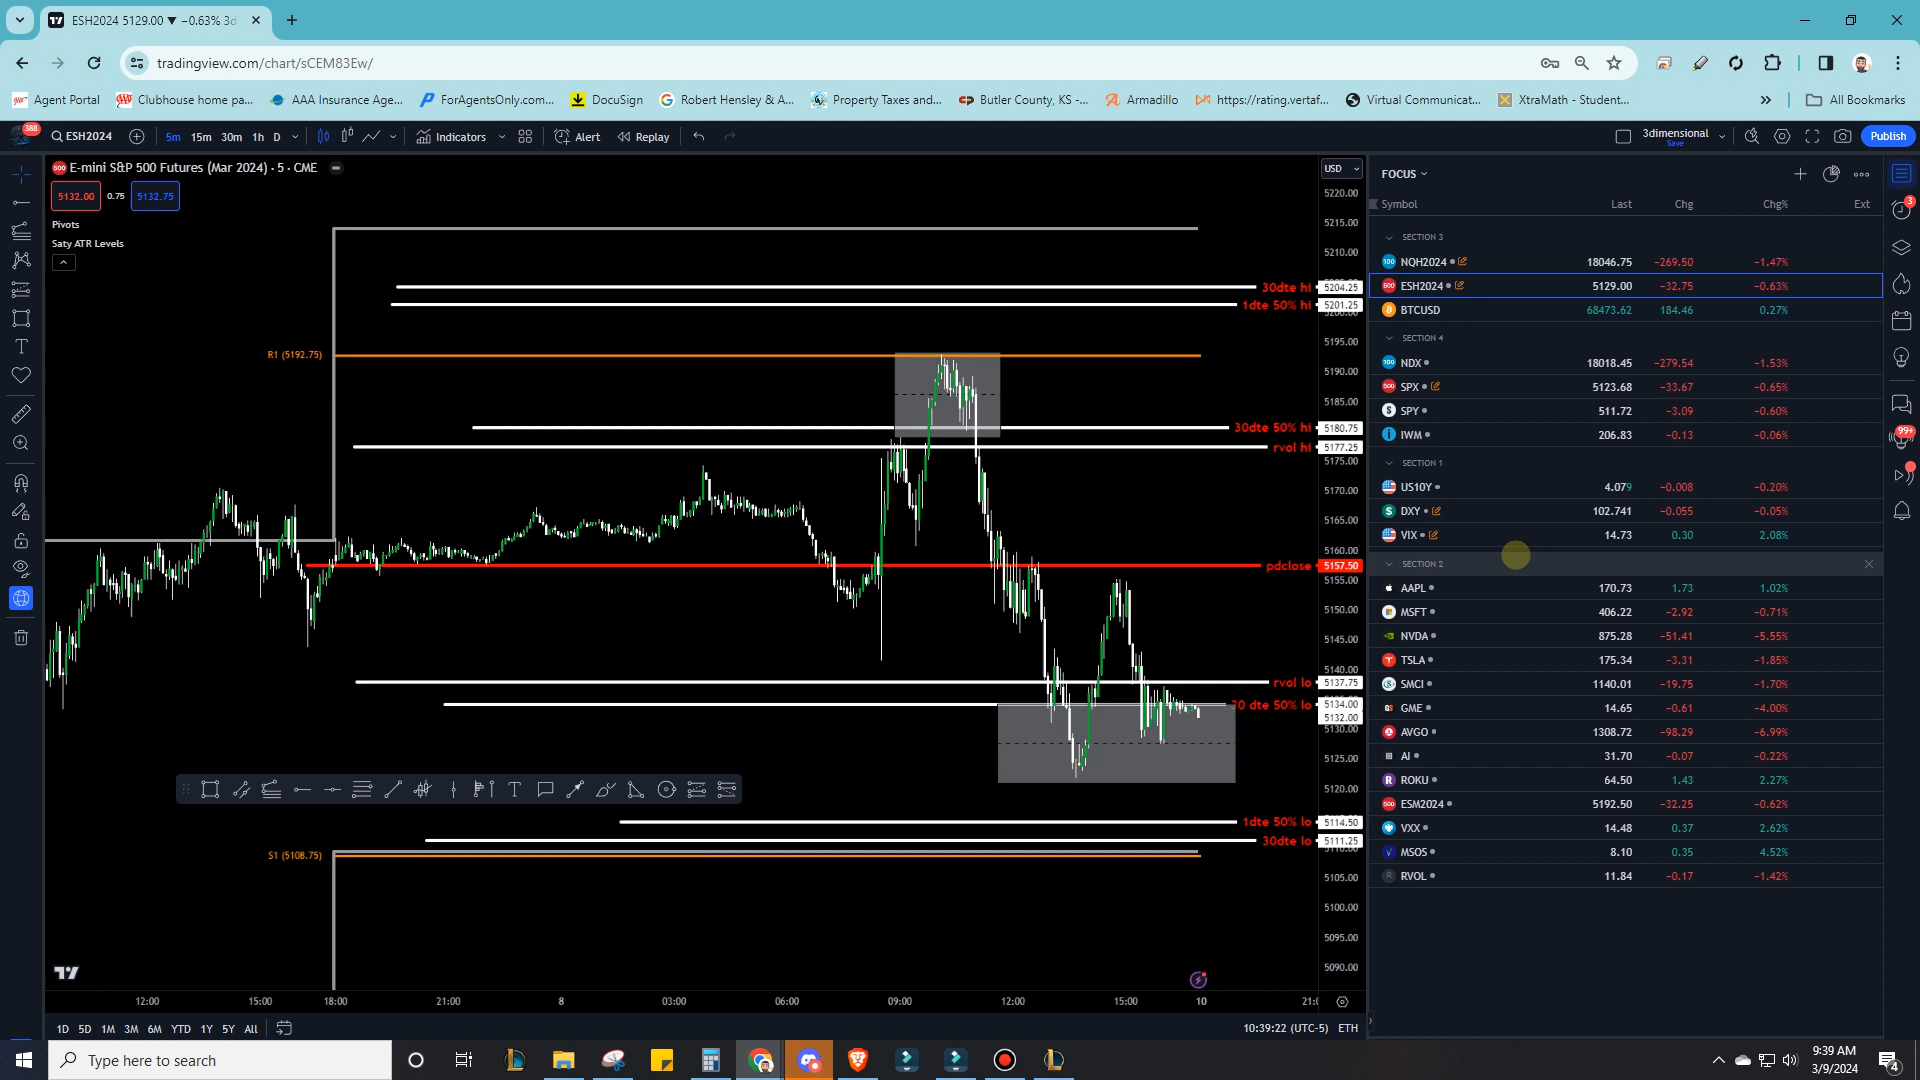 ESH2024 5129.00 ▼ −0.63% 3d
tradingview.com/chart/sCEM83Ew/
Agent Portal
Clubhouse home pa...
AAA Insurance Age...
ForAgentsOnly.com...
DocuSign
Robert Hensley & A...
Property Taxes and...
Butler County, KS -...
Armadillo
https://rating.vertaf...
Virtual Communicat...
XtraMath - Student...
All Bookmarks
388
ESH2024
5m 15m 30m 1h D
Indicators
Alert
Replay
3dimensional
Save
Publish
E-mini S&P 500 Futures (Mar 2024) · 5 · CME
USD
5132.00 0.75 5132.75
Pivots
Saty ATR Levels
5220.00
5215.00
5210.00
30dte hi 5204.25
1dte 50% hi 5201.25
5195.00
R1 (5192.75)
5190.00
5185.00
30dte 50% hi 5180.75
rvol hi 5177.25
5175.00
5170.00
5165.00
5160.00
pdclose 5157.50
5155.00
5150.00
5145.00
5140.00
rvol lo 5137.75
30 dte 50% lo 5134.00
5132.00
5130.00
5125.00
5120.00
1dte 50% lo 5114.50
30dte lo 5111.25
S1 (5108.75)
5105.00
5100.00
5095.00
5090.00
12:00 15:00 18:00 21:00 8 03:00 06:00 09:00 12:00 15:00 10 21:(
1D 5D 1M 3M 6M YTD 1Y 5Y All
10:39:22 (UTC-5) ETH
FOCUS
Symbol Last Chg Chg% Ext
SECTION 3
NQH2024 18046.75 −269.50 −1.47%
ESH2024 5129.00 −32.75 −0.63%
BTCUSD 68473.62 184.46 0.27%
SECTION 4
NDX 18018.45 −279.54 −1.53%
SPX 5123.68 −33.67 −0.65%
SPY 511.72 −3.09 −0.60%
IWM 206.83 −0.13 −0.06%
SECTION 1
US10Y 4.079 −0.008 −0.20%
DXY 102.741 −0.055 −0.05%
VIX 14.73 0.30 2.08%
SECTION 2
AAPL 170.73 1.73 1.02%
MSFT 406.22 −2.92 −0.71%
NVDA 875.28 −51.41 −5.55%
TSLA 175.34 −3.31 −1.85%
SMCI 1140.01 −19.75 −1.70%
GME 14.65 −0.61 −4.00%
AVGO 1308.72 −98.29 −6.99%
AI 31.70 −0.07 −0.22%
ROKU 64.50 1.43 2.27%
ESM2024 5192.50 −32.25 −0.62%
VXX 14.48 0.37 2.62%
MSOS 8.10 0.35 4.52%
RVOL 11.84 −0.17 −1.42%
3
99+
Type here to search
9:39 AM
3/9/2024
4